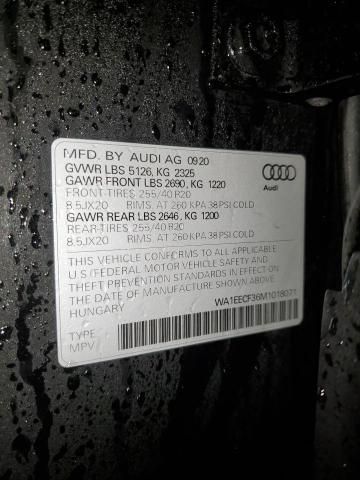 MFD. BY AUDI AG 0920
GVWR LBS 5126, KG 2325
GAWR FRONT LBS 2690, KG 1220
FRONT-TIRES 255/40 R20
8.5JX20 RIMS AT 260 KPA 38 PSI COLD
GAWR REAR LBS 2646, KG 1200
REAR-TIRES 255/40 R20
8.5JX20 RIMS AT 260 KPA 38 PSI COLD
Audi
THIS VEHICLE CONFORMS TO ALL APPLICABLE
U.S./FEDERAL MOTOR VEHICLE SAFETY AND
THEFT PREVENTION STANDARDS IN EFFECT ON
THE DATE OF MANUFACTURE SHOWN ABOVE
HUNGARY
WA1EECF36M1018071
TYPE
MPV